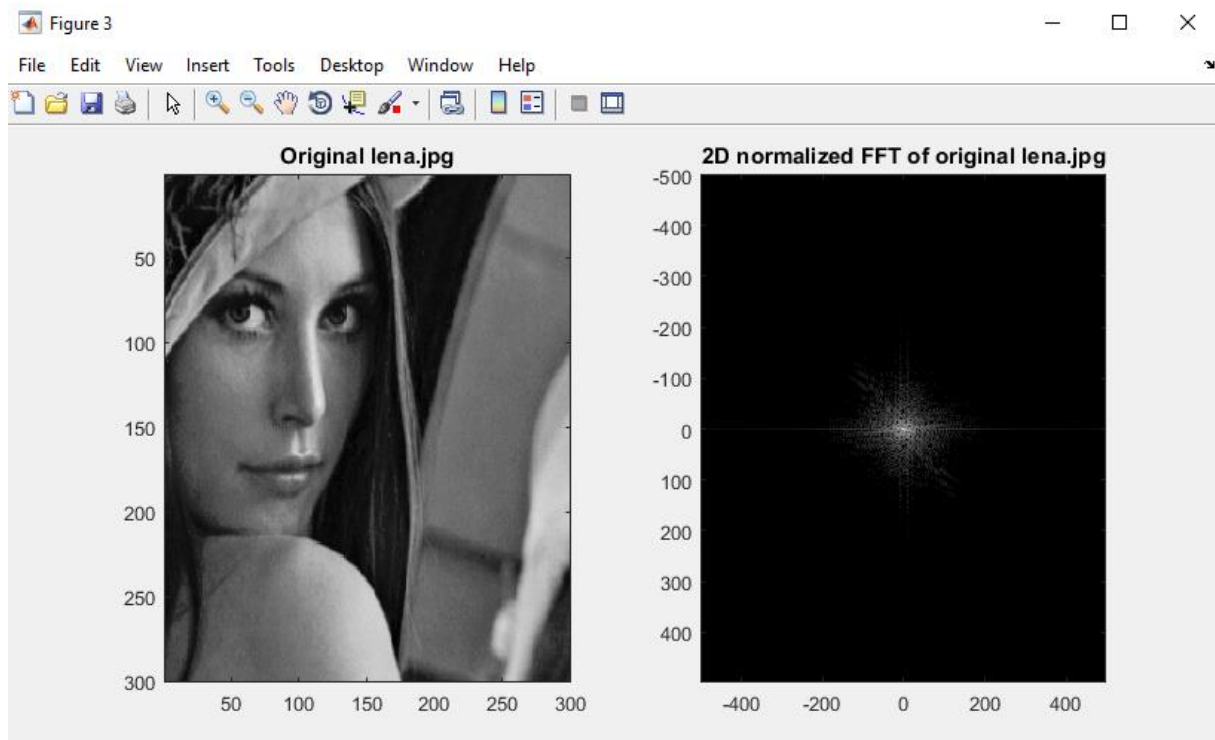 Figure 3
File Edit View Insert Tools Desktop Window Help
Original lena.jpg
50
100
150
200
250
300
50 100 150 200 250 300
2D normalized FFT of original lena.jpg
-500
-400
-300
-200
-100
0
100
200
300
400
-400 -200 0 200 400